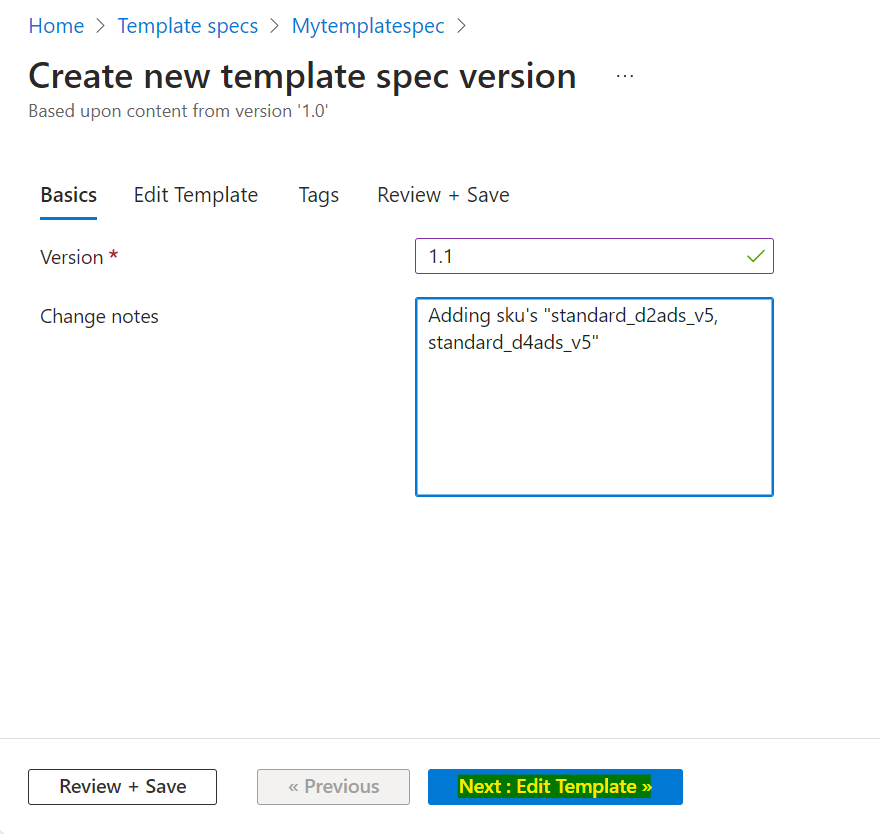 Home > Template specs > Mytemplatespec >
Create new template spec version ...
Based upon content from version '1.0'
Basics Edit Template Tags Review + Save
Version * 1.1
Change notes
Adding sku's "standard_d2ads_v5,
standard_d4ads_v5"
Review + Save « Previous Next : Edit Template »